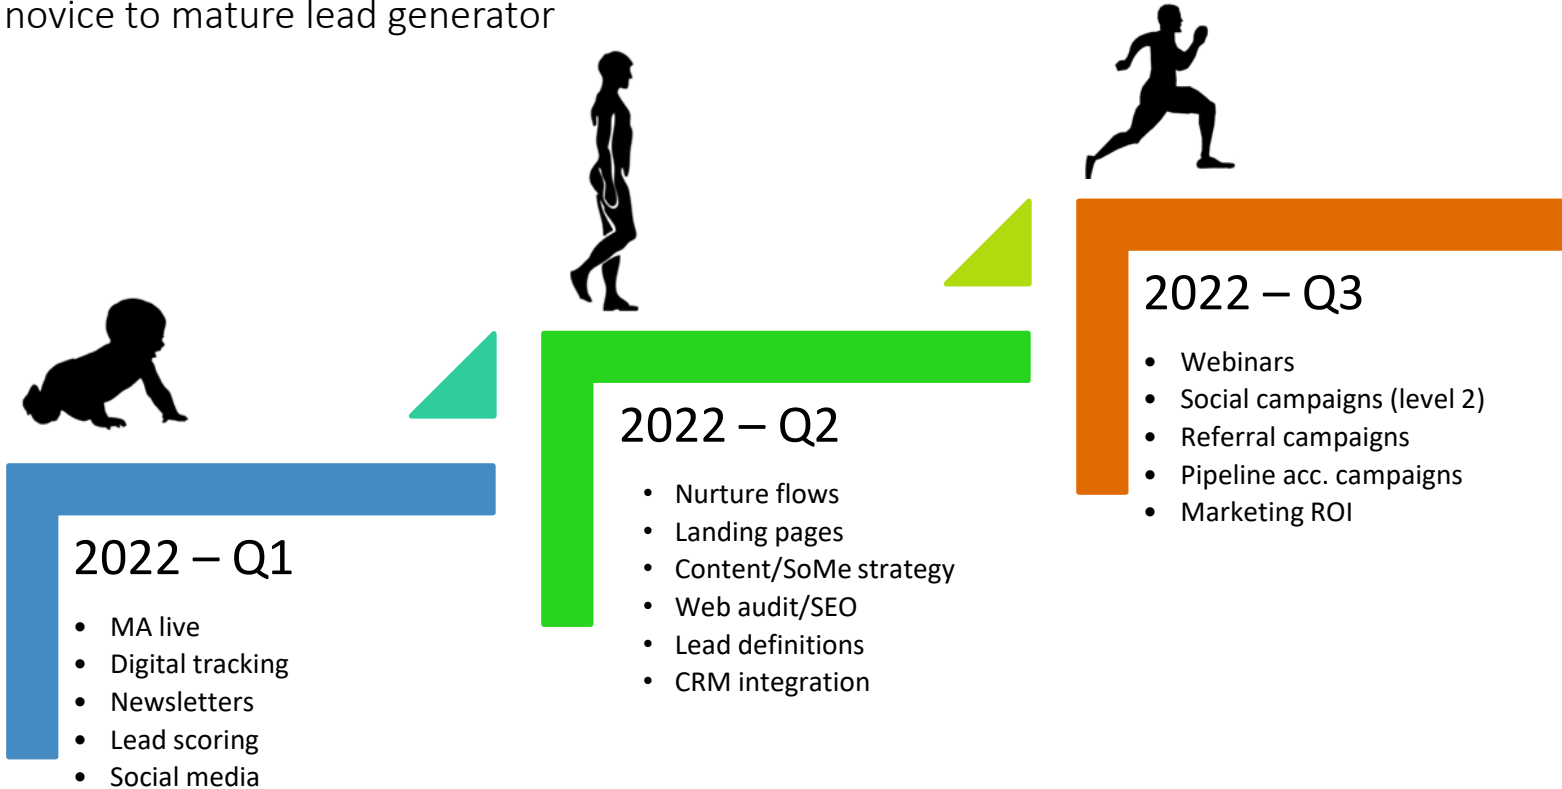 novice to mature lead generator
2022 – Q1
• MA live
• Digital tracking
• Newsletters
• Lead scoring
• Social media
2022 – Q2
• Nurture flows
• Landing pages
• Content/SoMe strategy
• Web audit/SEO
• Lead definitions
• CRM integration
2022 – Q3
• Webinars
• Social campaigns (level 2)
• Referral campaigns
• Pipeline acc. campaigns
• Marketing ROI